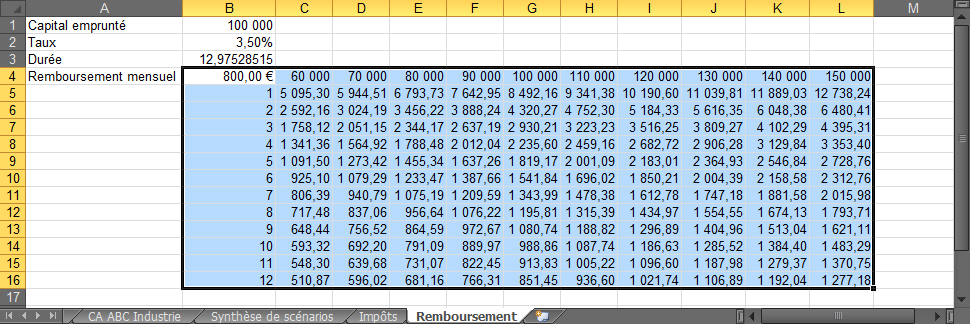 A B C D E F G H I J K L M
1 Capital emprunté 100 000
2 Taux 3,50%
3 Durée 12,97528515
4 Remboursement mensuel 800,00 € 60 000 70 000 80 000 90 000 100 000 110 000 120 000 130 000 140 000 150 000
5 1 5 095,30 5 944,51 6 793,73 7 642,95 8 492,16 9 341,38 10 190,60 11 039,81 11 889,03 12 738,24
6 2 2 592,16 3 024,19 3 456,22 3 888,24 4 320,27 4 752,30 5 184,33 5 616,35 6 048,38 6 480,41
7 3 1 758,12 2 051,15 2 344,17 2 637,19 2 930,21 3 223,23 3 516,25 3 809,27 4 102,29 4 395,31
8 4 1 341,36 1 564,92 1 788,48 2 012,04 2 235,60 2 459,16 2 682,72 2 906,28 3 129,84 3 353,40
9 5 1 091,50 1 273,42 1 455,34 1 637,26 1 819,17 2 001,09 2 183,01 2 364,93 2 546,84 2 728,76
10 6 925,10 1 079,29 1 233,47 1 387,66 1 541,84 1 696,02 1 850,21 2 004,39 2 158,58 2 312,76
11 7 806,39 940,79 1 075,19 1 209,59 1 343,99 1 478,38 1 612,78 1 747,18 1 881,58 2 015,98
12 8 717,48 837,06 956,64 1 076,22 1 195,81 1 315,39 1 434,97 1 554,55 1 674,13 1 793,71
13 9 648,44 756,52 864,59 972,67 1 080,74 1 188,82 1 296,89 1 404,96 1 513,04 1 621,11
14 10 593,32 692,20 791,09 889,97 988,86 1 087,74 1 186,63 1 285,52 1 384,40 1 483,29
15 11 548,30 639,68 731,07 822,45 913,83 1 005,22 1 096,60 1 187,98 1 279,37 1 370,75
16 12 510,87 596,02 681,16 766,31 851,45 936,60 1 021,74 1 106,89 1 192,04 1 277,18
17
CA ABC Industrie Synthèse de scénarios Impôts Remboursement